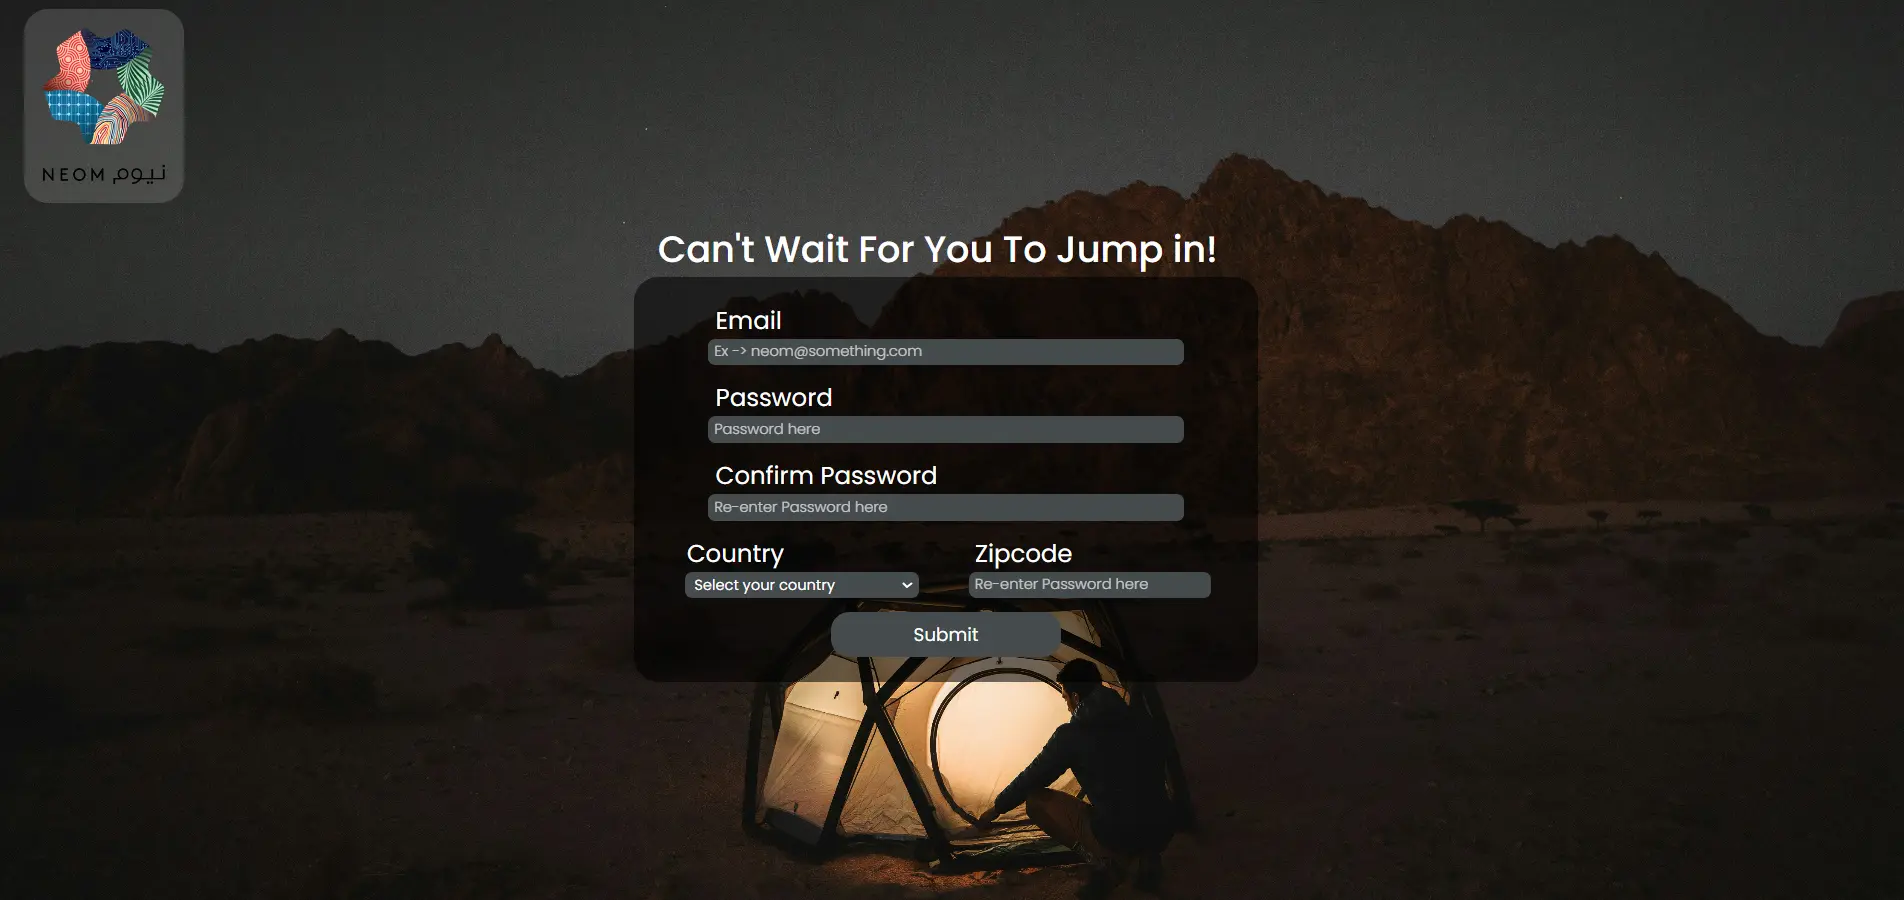 NEOM نيوم
Can't Wait For You To Jump in!
Email
Ex -> neom@something.com
Password
Password here
Confirm Password
Re-enter Password here
Country
Zipcode
Select your country
Re-enter Password here
Submit